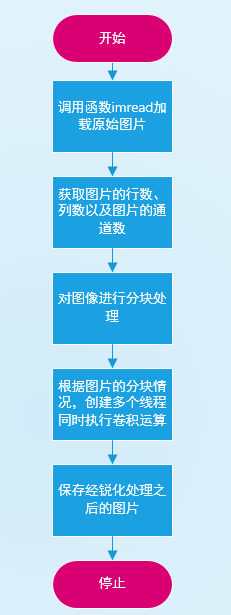 开始
调用函数imread加
载原始图片
获取图片的行数、
列数以及图片的通
道数
对图像进行分块处
理
根据图片的分块情
况，创建多个线程
同时执行卷积运算
保存经锐化处理之
后的图片
停止